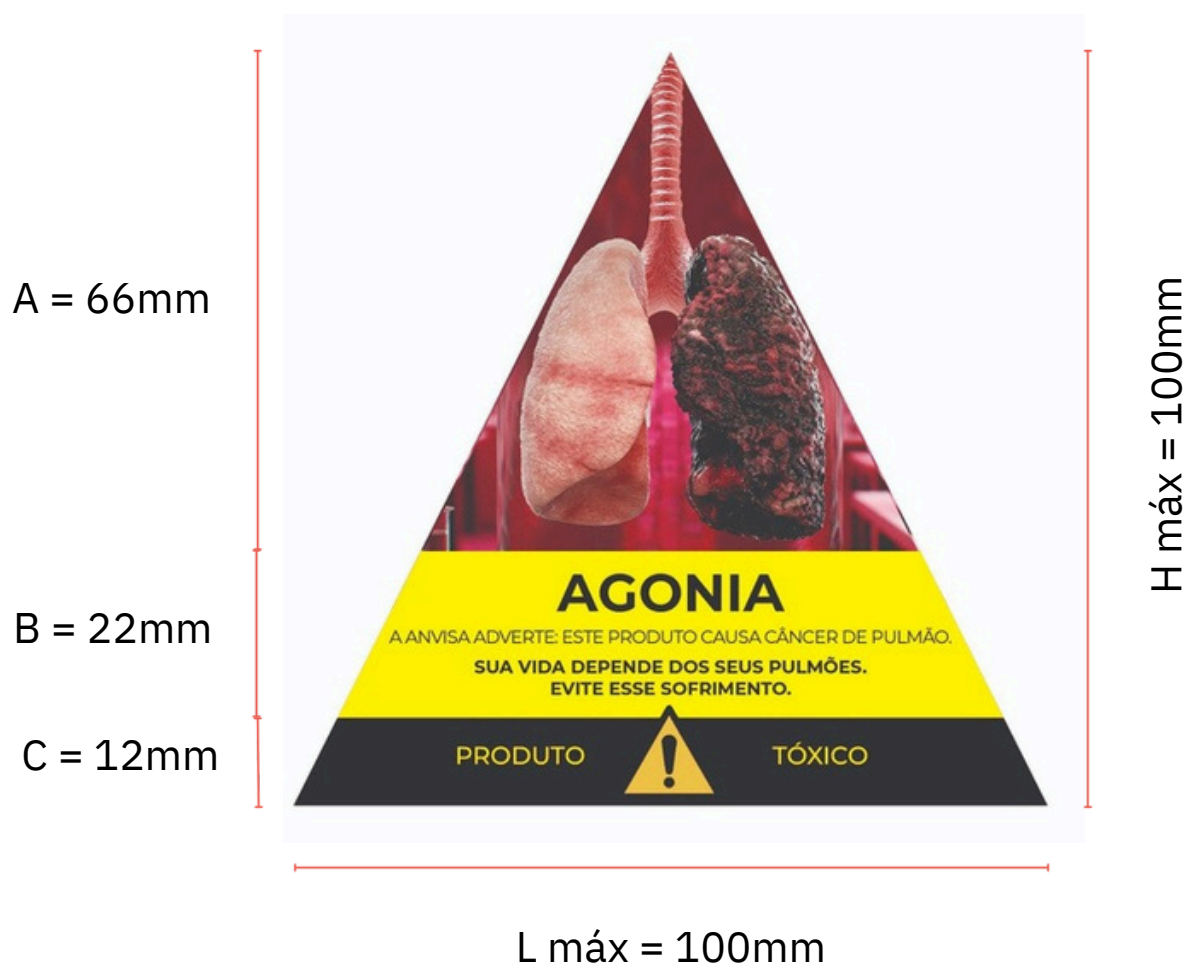 A = 66mm
H máx = 100mm
AGONIA
B = 22mm
A ANVISA ADVERTE: ESTE PRODUTO CAUSA CÂNCER DE PULMÃO.
SUA VIDA DEPENDE DOS SEUS PULMÕES.
EVITE ESSE SOFRIMENTO.
C = 12mm
PRODUTO
!
TÓXICO
L máx = 100mm